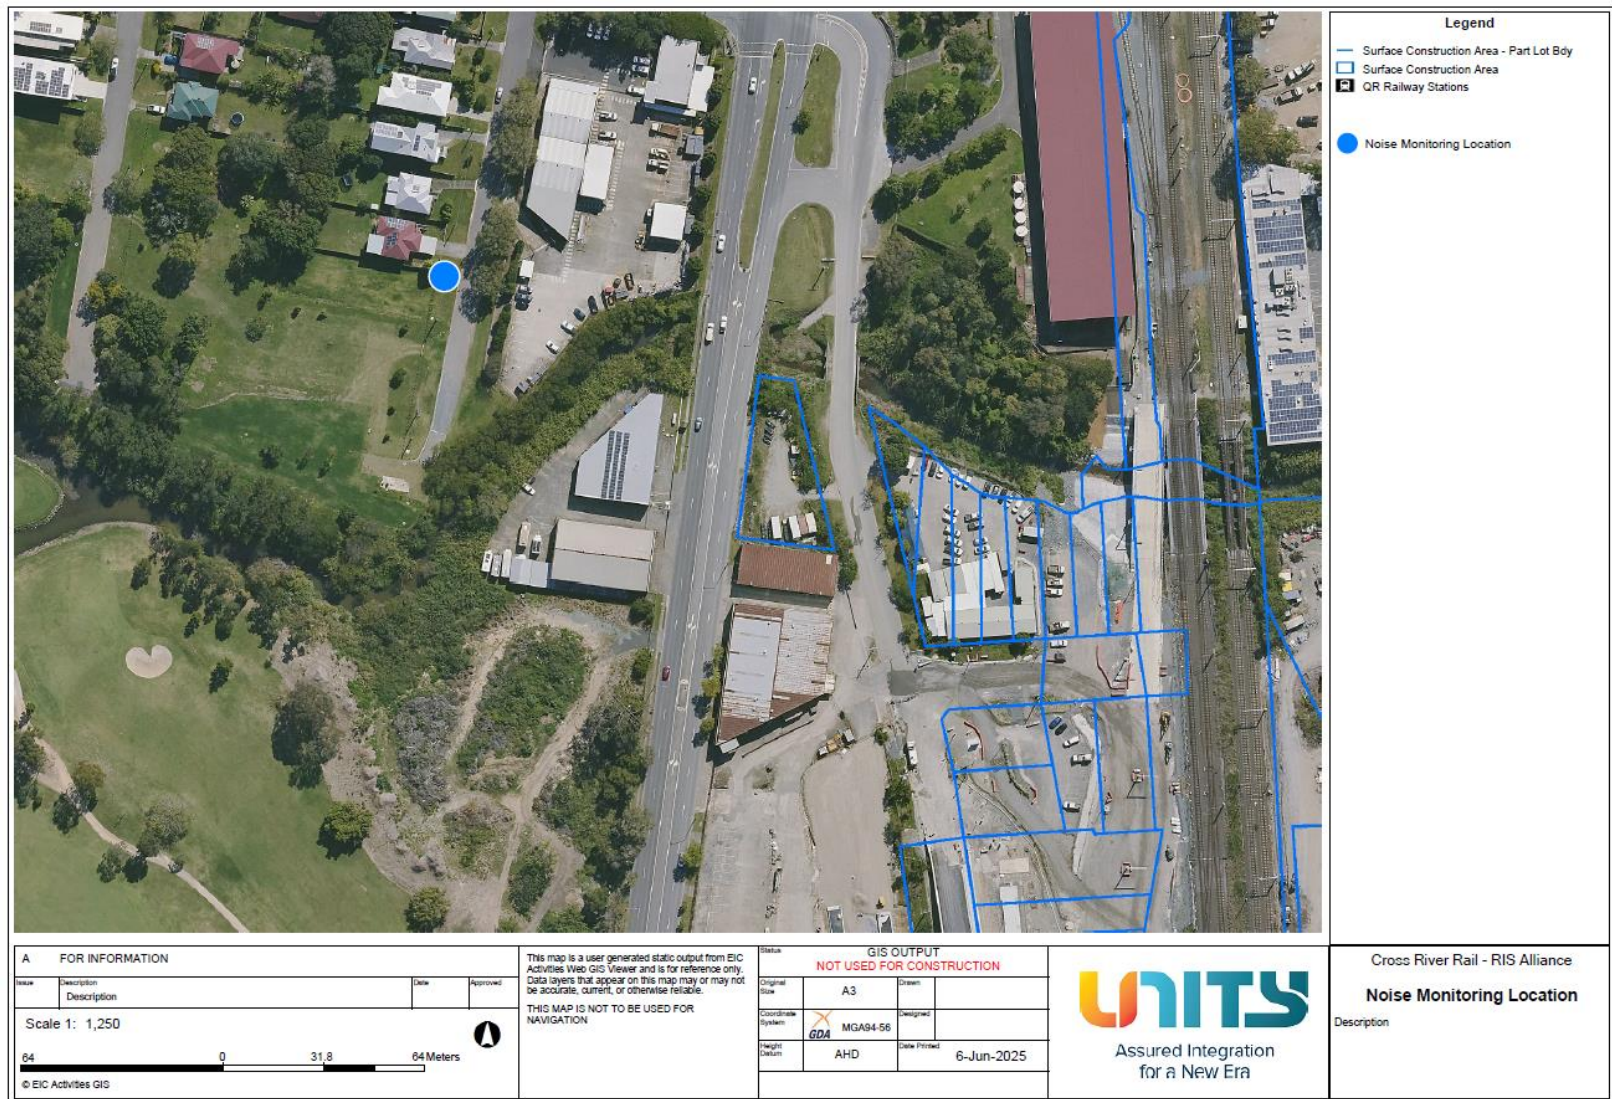 Legend
Surface Construction Area - Part Lot Bdy
Surface Construction Area
QR Railway Stations
Noise Monitoring Location
A FOR INFORMATION
Issue Description Date Approved
Description
Scale 1: 1,250
64 0 31.8 64 Meters
© EIC Activities GIS
This map is a user generated static output from EIC
Activities Web GIS Viewer and is for reference only.
Data layers that appear on this map may or may not
be accurate, current, or otherwise reliable.
THIS MAP IS NOT TO BE USED FOR
NAVIGATION
Status GIS OUTPUT
NOT USED FOR CONSTRUCTION
Original
Size A3 Drawn
Coordinate
System GDA MGA94-56 Designed
Height
Datum AHD Date Printed 6-Jun-2025
UNITY
Assured Integration
for a New Era
Cross River Rail - RIS Alliance
Noise Monitoring Location
Description